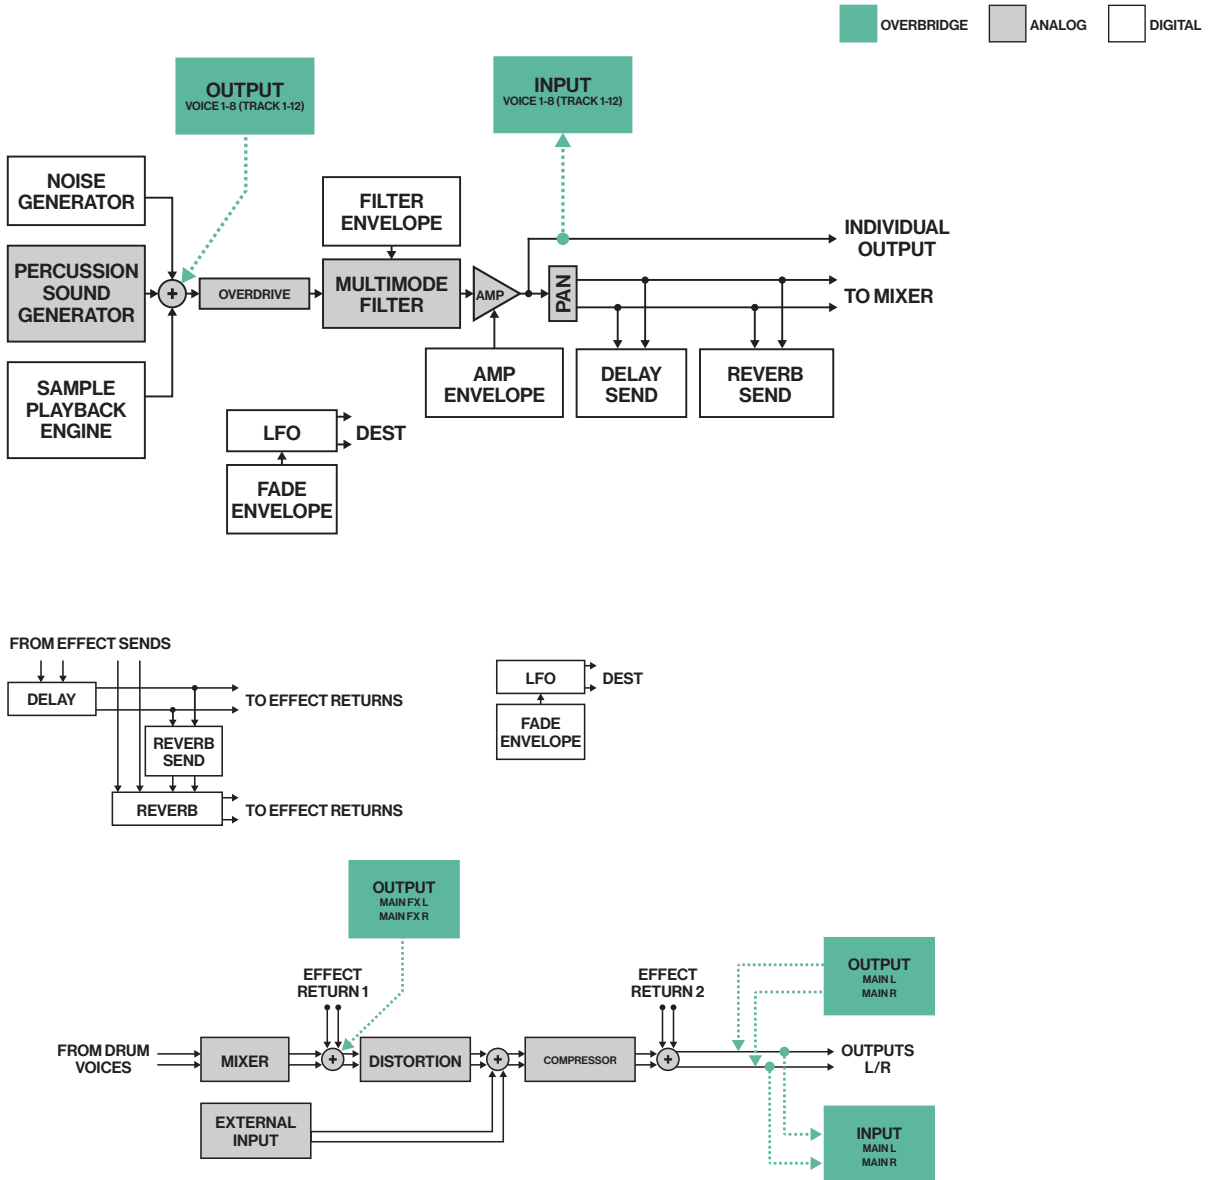 OVERBRIDGE
ANALOG
DIGITAL
OUTPUT
VOICE 1-8 (TRACK 1-12)
INPUT
VOICE 1-8 (TRACK 1-12)
NOISE
GENERATOR
FILTER
ENVELOPE
INDIVIDUAL
OUTPUT
PERCUSSION
SOUND
GENERATOR
+
OVERDRIVE
MULTIMODE
FILTER
AMP
PAN
TO MIXER
SAMPLE
PLAYBACK
ENGINE
AMP
ENVELOPE
DELAY
SEND
REVERB
SEND
LFO
DEST
FADE
ENVELOPE
FROM EFFECT SENDS
DELAY
TO EFFECT RETURNS
REVERB
SEND
REVERB
TO EFFECT RETURNS
LFO
DEST
FADE
ENVELOPE
OUTPUT
MAIN FX L
MAIN FX R
EFFECT
RETURN 1
EFFECT
RETURN 2
OUTPUT
MAIN L
MAIN R
FROM DRUM
VOICES
MIXER
+
DISTORTION
+
COMPRESSOR
+
OUTPUTS
L/R
EXTERNAL
INPUT
INPUT
MAIN L
MAIN R